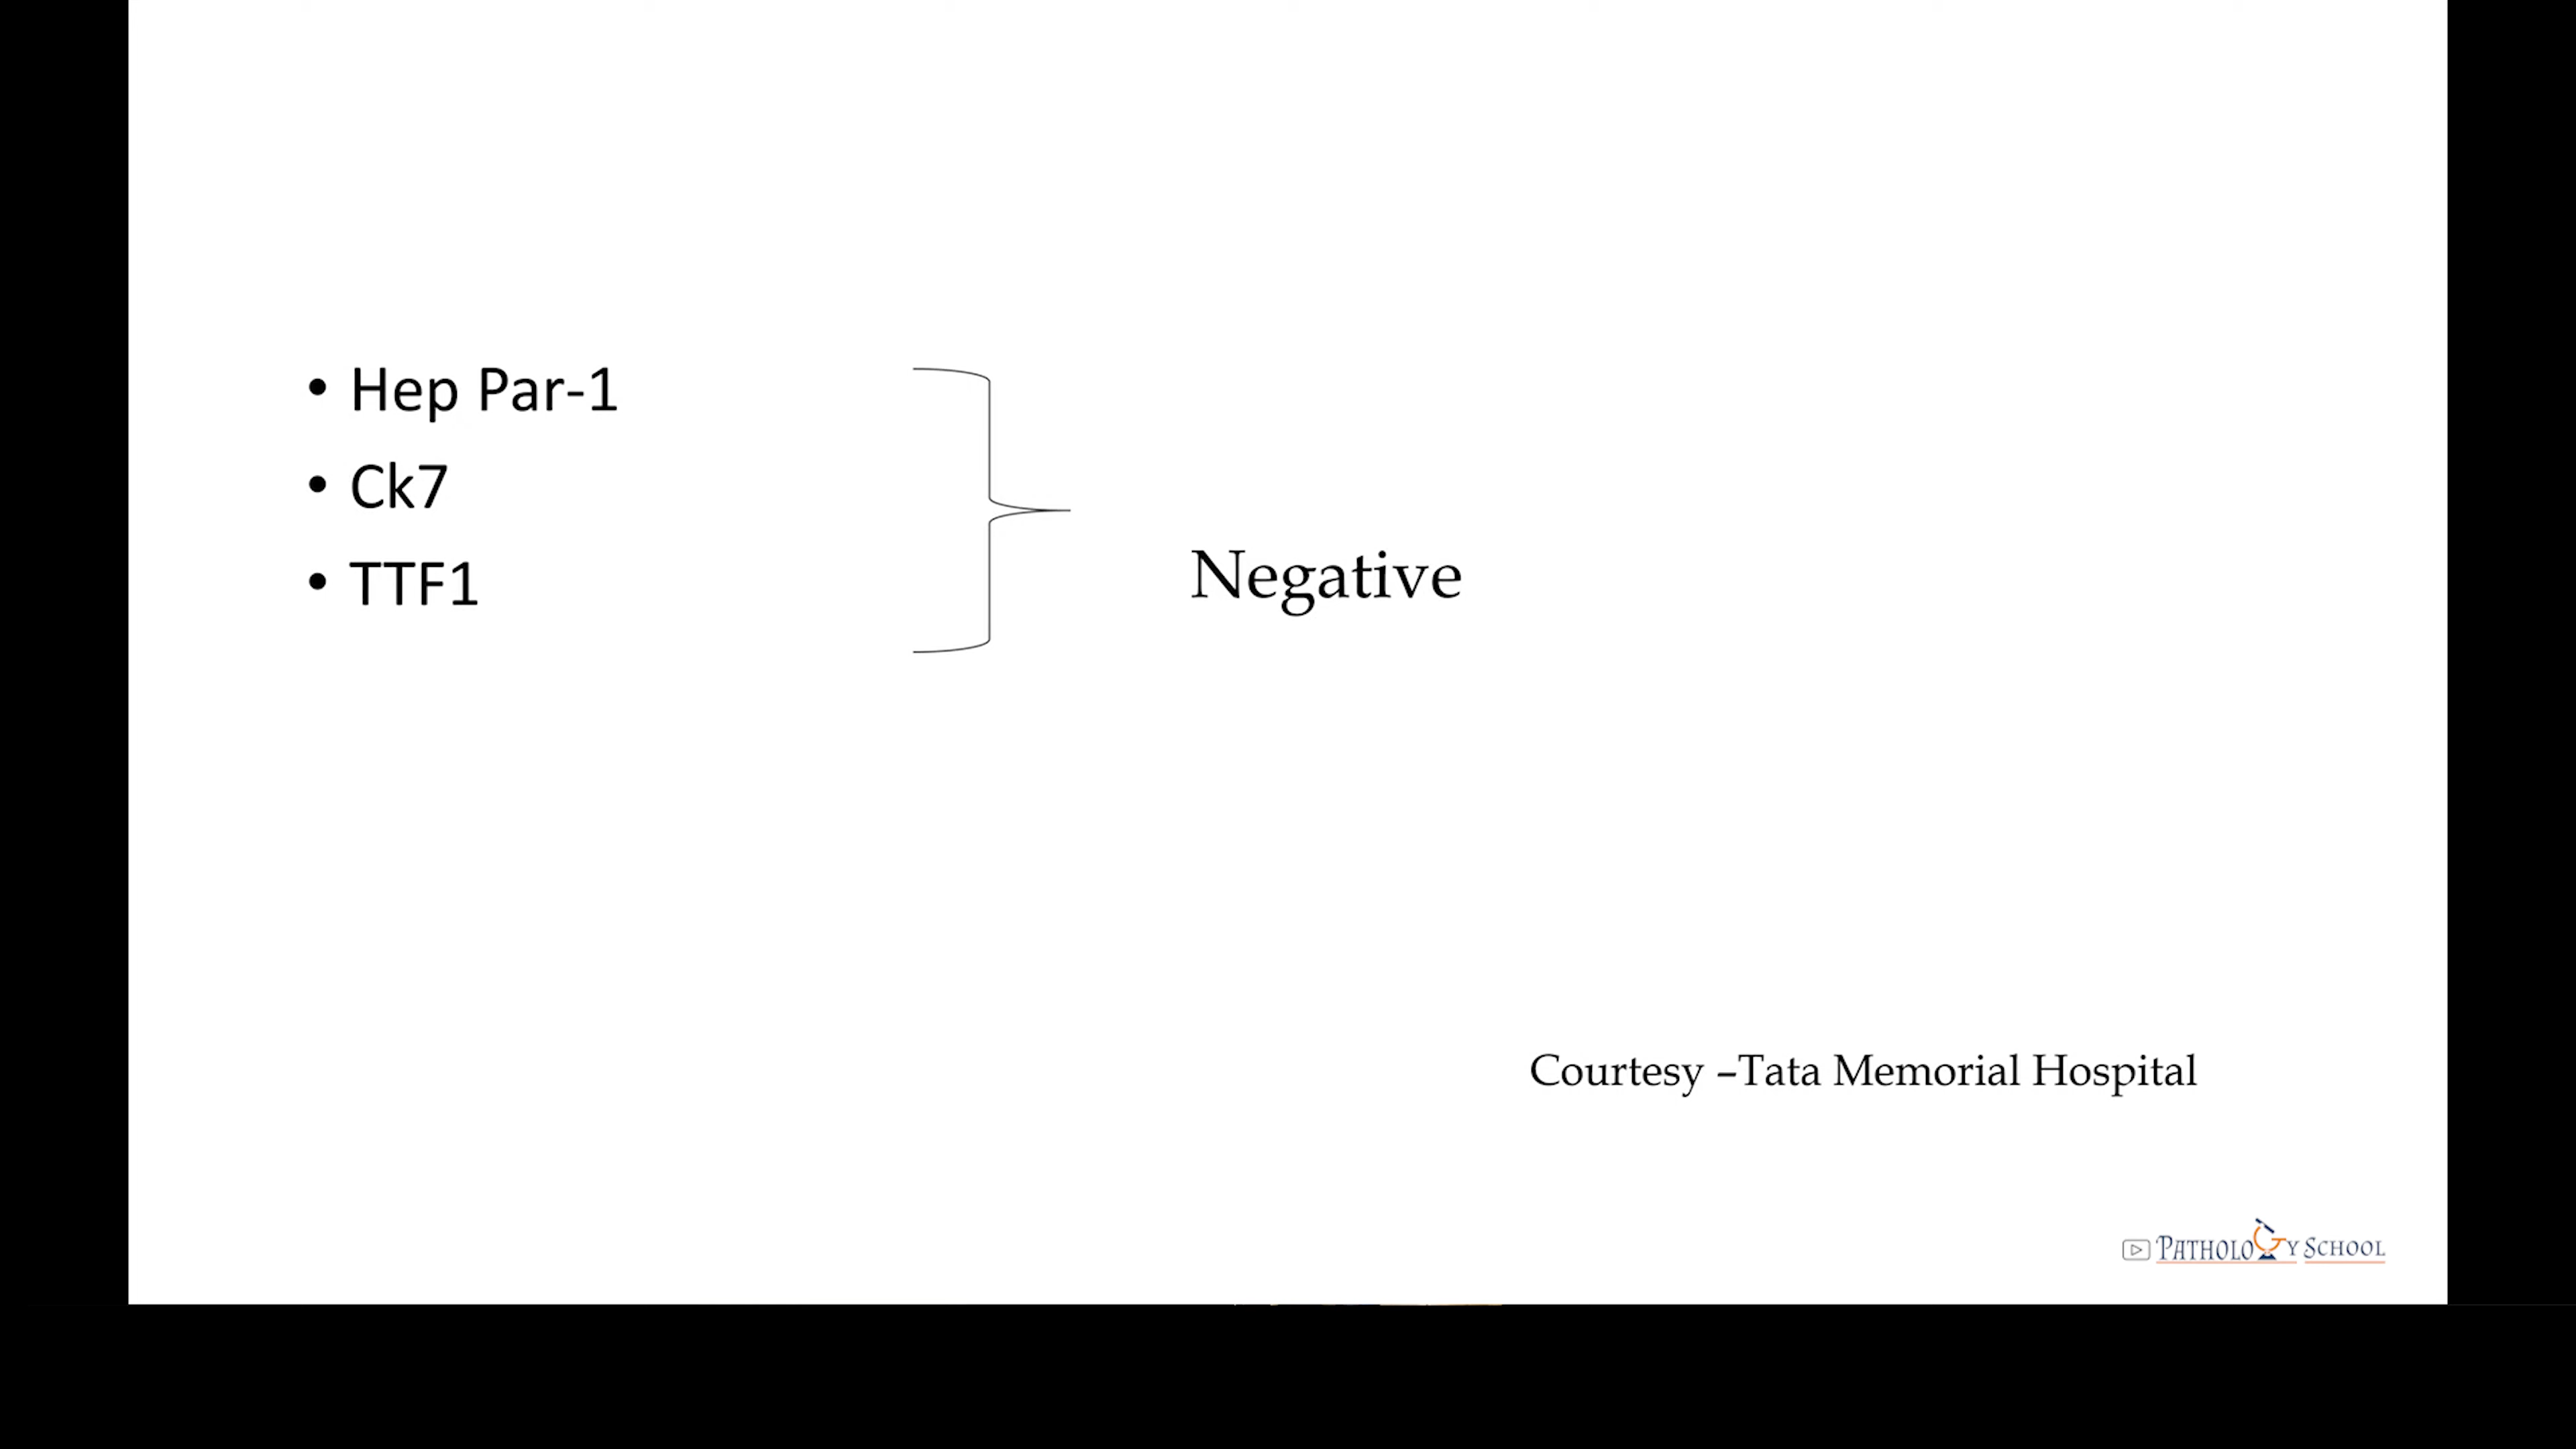 • Hep Par-1
• Ck7
• TTF1
Negative
Courtesy –Tata Memorial Hospital
PATHOLOGY SCHOOL